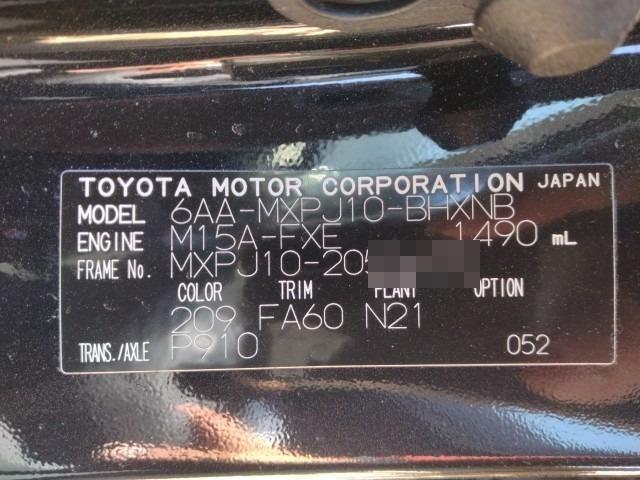 TOYOTA MOTOR CORPORATION JAPAN
MODEL 6AA-MXPJ10-BHXNB
ENGINE M15A-FXE 1490 mL
FRAME No. MXPJ10-205
COLOR TRIM PLANT OPTION
209 FA60 N21
TRANS./AXLE P910 052